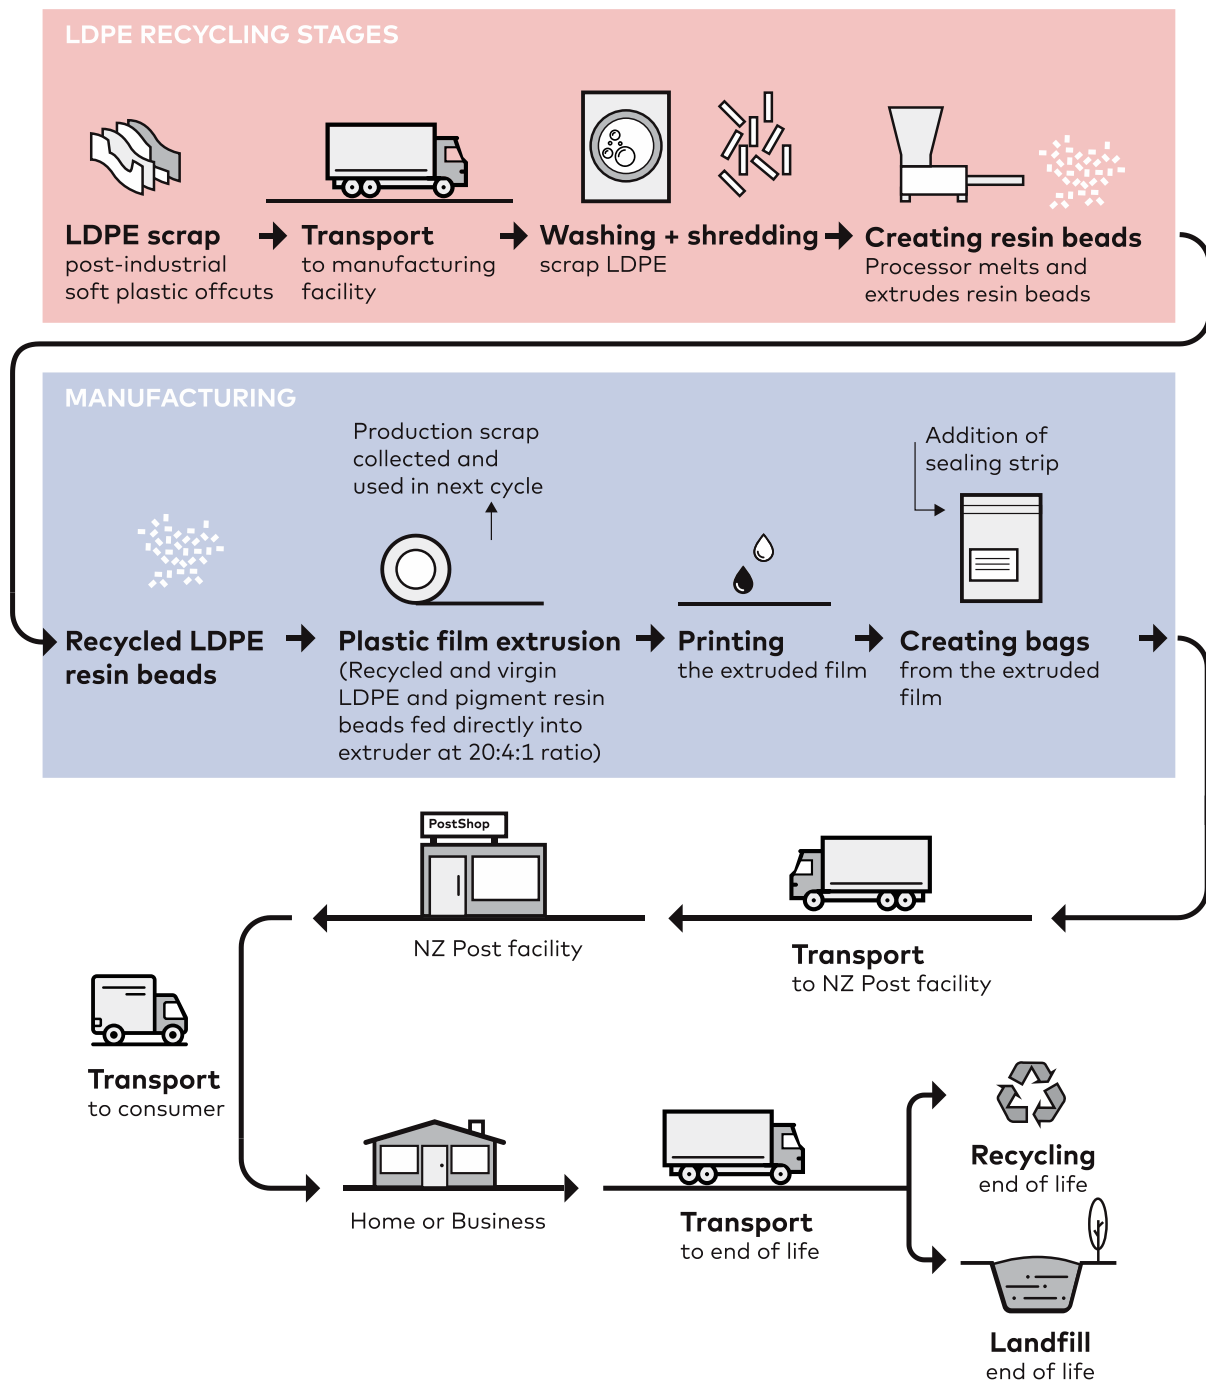 LDPE RECYCLING STAGES
LDPE scrap
post-industrial
soft plastic offcuts
Transport
to manufacturing
facility
Washing + shredding
scrap LDPE
Creating resin beads
Processor melts and
extrudes resin beads
MANUFACTURING
Recycled LDPE
resin beads
Production scrap
collected and
used in next cycle
Plastic film extrusion
(Recycled and virgin
LDPE and pigment resin
beads fed directly into
extruder at 20:4:1 ratio)
Printing
the extruded film
Addition of
sealing strip
Creating bags
from the extruded
film
Transport
to NZ Post facility
PostShop
NZ Post facility
Transport
to consumer
Home or Business
Transport
to end of life
Recycling
end of life
Landfill
end of life